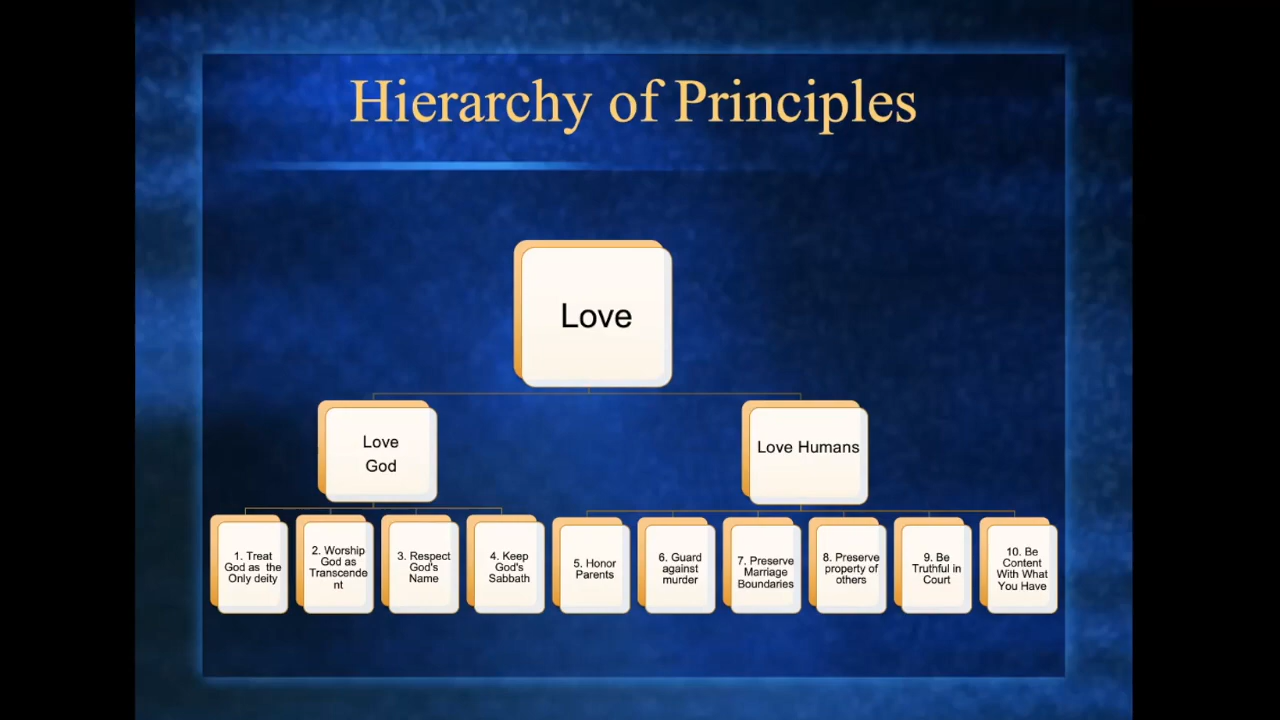 Hierarchy of Principles
Love
Love
God
Love Humans
1. Treat
God as the
Only deity
2. Worship
God as
Transcende
nt
3. Respect
God's
Name
4. Keep
God's
Sabbath
5. Honor
Parents
6. Guard
against
murder
7. Preserve
Marriage
Boundaries
8. Preserve
property of
others
9. Be
Truthful in
Court
10. Be
Content
With What
You Have